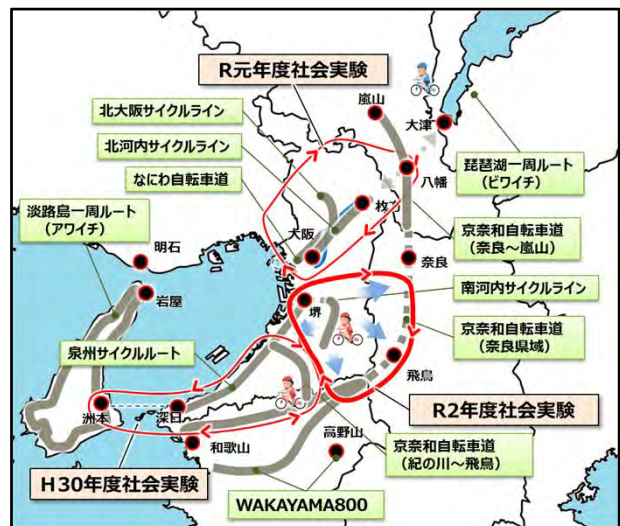 R元年度社会実験
嵐山
北大阪サイクルライン
大津
北河内サイクルライン
琵琶湖一周ルート
(ビワイチ)
八幡
なにわ自転車道
枚方
淡路島一周ルート
(アワイチ)
大阪
京奈和自転車道
(奈良～嵐山)
明石
奈良
岩屋
南河内サイクルライン
堺
京奈和自転車道
(奈良県域)
泉州サイクルルート
飛鳥
洲本
深日
R2年度社会実験
和歌山
高野山
京奈和自転車道
(紀の川～飛鳥)
H30年度社会実験
WAKAYAMA800